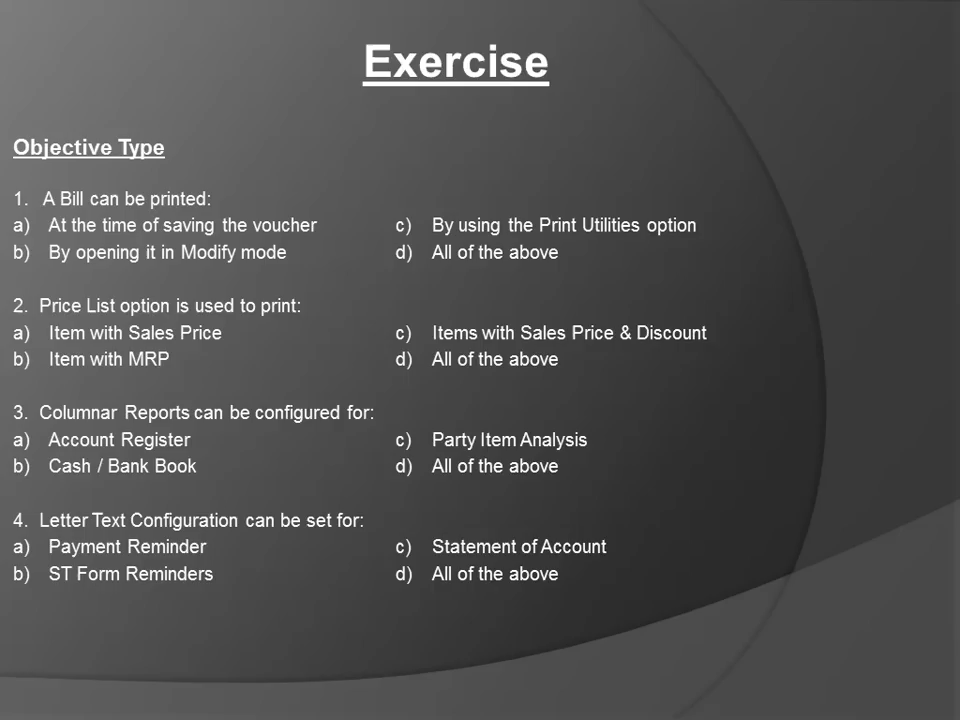 Exercise
Objective Type
1. A Bill can be printed:
a) At the time of saving the voucher c) By using the Print Utilities option
b) By opening it in Modify mode d) All of the above
2. Price List option is used to print:
a) Item with Sales Price c) Items with Sales Price & Discount
b) Item with MRP d) All of the above
3. Columnar Reports can be configured for:
a) Account Register c) Party Item Analysis
b) Cash / Bank Book d) All of the above
4. Letter Text Configuration can be set for:
a) Payment Reminder c) Statement of Account
b) ST Form Reminders d) All of the above